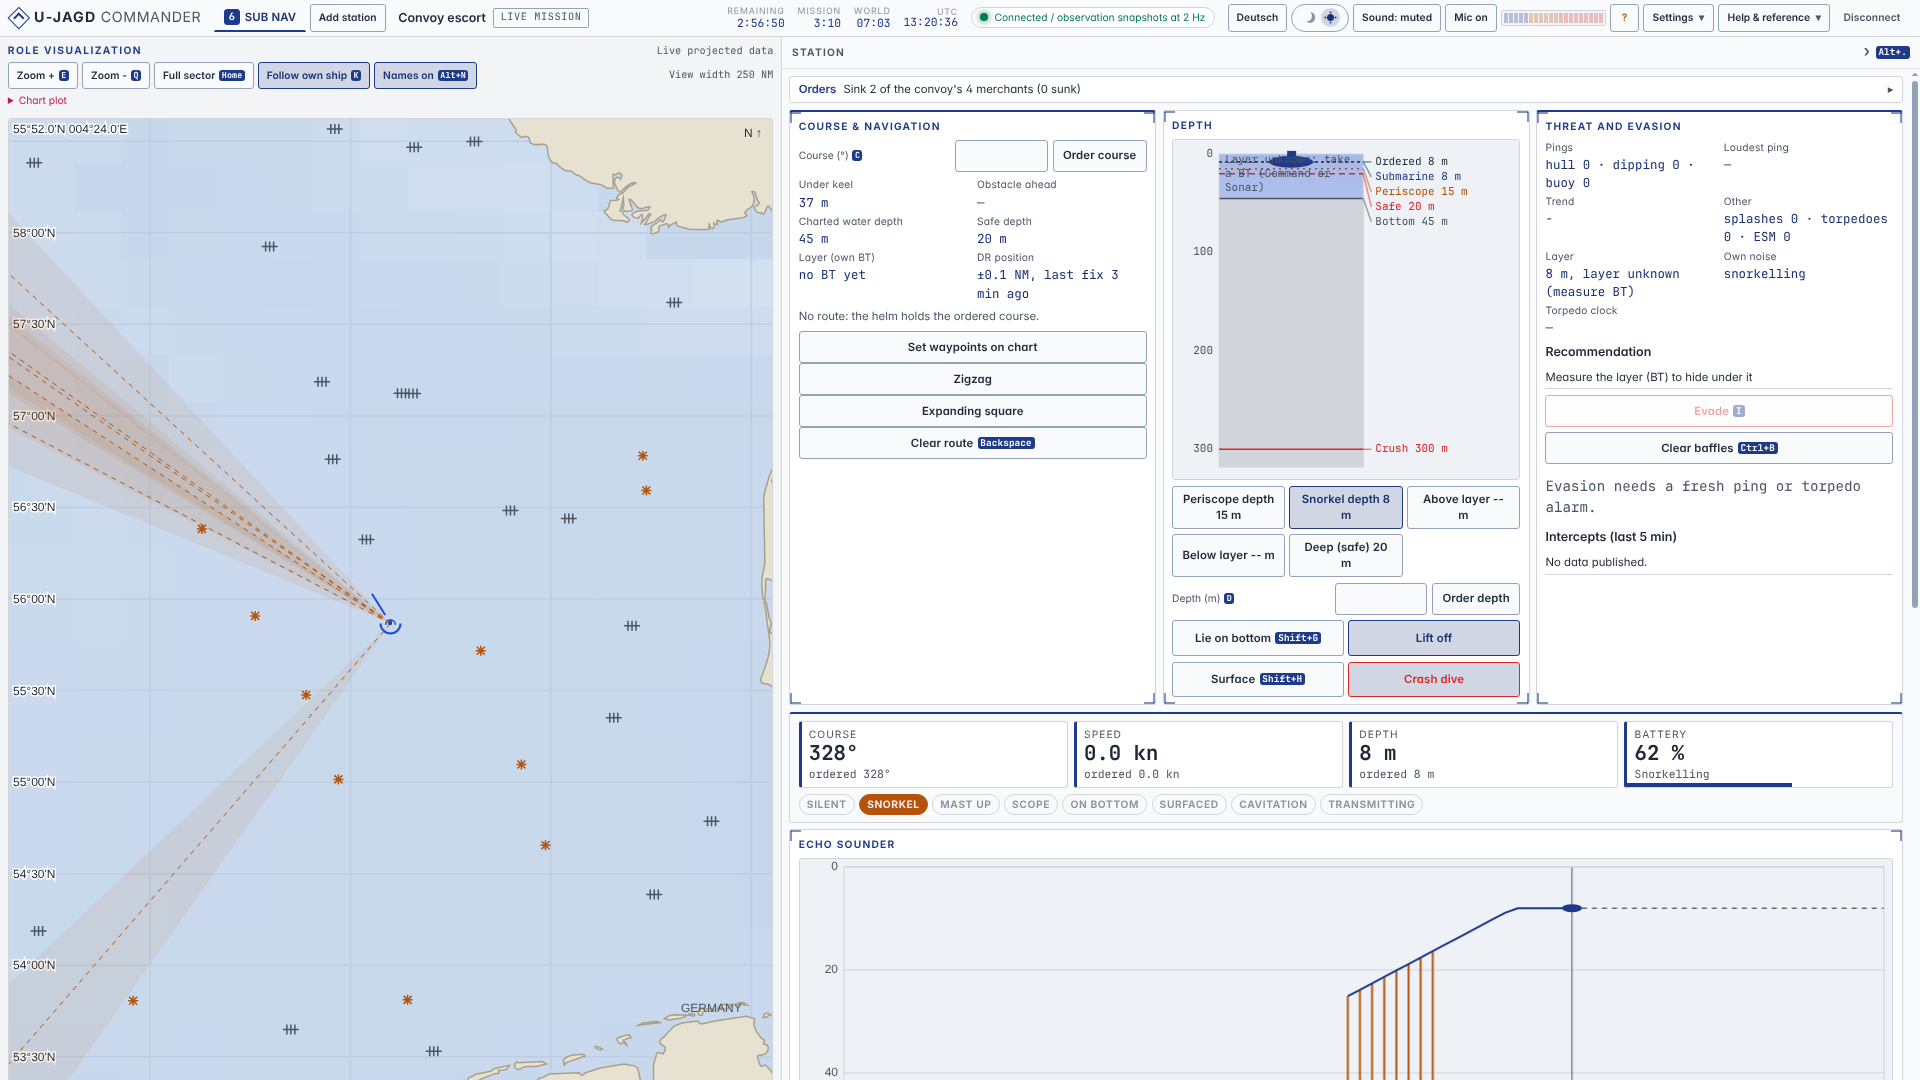 U-JAGD COMMANDER
6 SUB NAV
Add station
Convoy escort
LIVE MISSION
REMAINING
2:56:50
MISSION
3:10
WORLD
07:03
UTC
13:20:36
Connected / observation snapshots at 2 Hz
Deutsch
Sound: muted
Mic on
?
Settings ▾
Help & reference ▾
Disconnect
ROLE VISUALIZATION
Live projected data
Zoom + E
Zoom - Q
Full sector Home
Follow own ship K
Names on Alt+N
View width 250 NM
Chart plot
55°52.0'N 004°24.0'E
N ↑
58°00'N
57°30'N
57°00'N
56°30'N
56°00'N
55°30'N
55°00'N
54°30'N
54°00'N
53°30'N
GERMANY
STATION
Alt+.
Orders Sink 2 of the convoy's 4 merchants (0 sunk)
COURSE & NAVIGATION
Course (°) C
Order course
Under keel
37 m
Obstacle ahead
—
Charted water depth
45 m
Safe depth
20 m
Layer (own BT)
no BT yet
DR position
±0.1 NM, last fix 3
min ago
No route: the helm holds the ordered course.
Set waypoints on chart
Zigzag
Expanding square
Clear route Backspace
DEPTH
0
100
200
300
Layer unknown: take
a BT (Command or
Sonar)
Ordered 8 m
Submarine 8 m
Periscope 15 m
Safe 20 m
Bottom 45 m
Crush 300 m
Periscope depth
15 m
Snorkel depth 8
m
Above layer --
m
Below layer -- m
Deep (safe) 20
m
Depth (m) D
Order depth
Lie on bottom Shift+G
Lift off
Surface Shift+H
Crash dive
THREAT AND EVASION
Pings
hull 0 · dipping 0 ·
buoy 0
Loudest ping
—
Trend
-
Other
splashes 0 · torpedoes
0 · ESM 0
Layer
8 m, layer unknown
(measure BT)
Own noise
snorkelling
Torpedo clock
—
Recommendation
Measure the layer (BT) to hide under it
Evade I
Clear baffles Ctrl+B
Evasion needs a fresh ping or torpedo
alarm.
Intercepts (last 5 min)
No data published.
COURSE
328°
ordered 328°
SPEED
0.0 kn
ordered 0.0 kn
DEPTH
8 m
ordered 8 m
BATTERY
62 %
Snorkelling
SILENT
SNORKEL
MAST UP
SCOPE
ON BOTTOM
SURFACED
CAVITATION
TRANSMITTING
ECHO SOUNDER
0
20
40